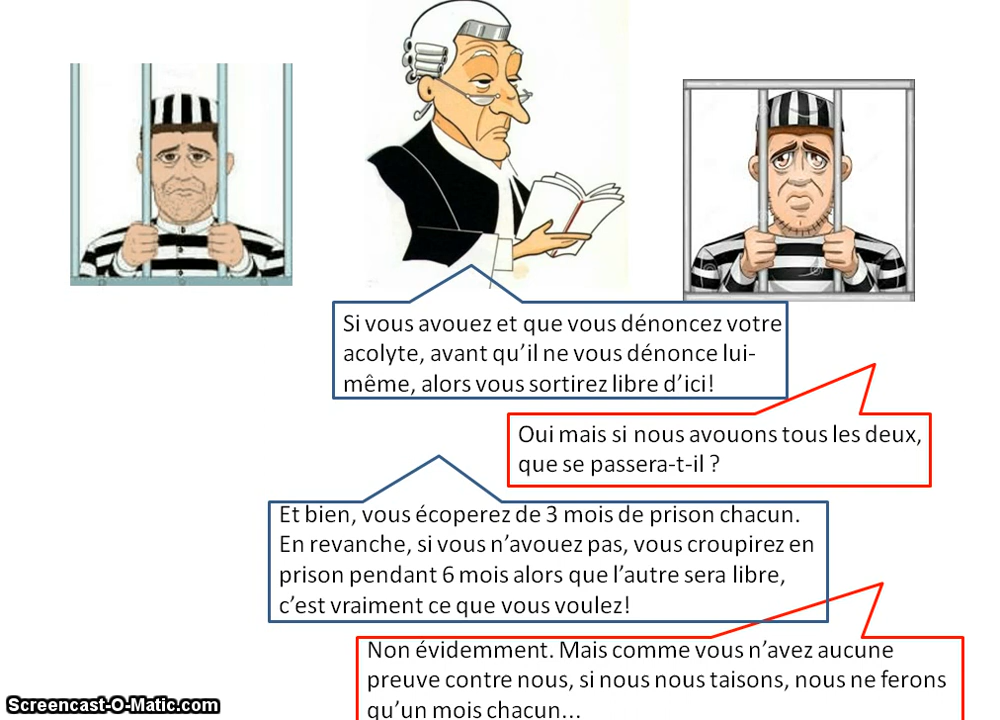 Si vous avouez et que vous dénoncez votre
acolyte, avant qu'il ne vous dénonce lui-
même, alors vous sortirez libre d'ici!
Oui mais si nous avouons tous les deux,
que se passera-t-il ?
Et bien, vous écoperez de 3 mois de prison chacun.
En revanche, si vous n'avouez pas, vous croupirez en
prison pendant 6 mois alors que l'autre sera libre,
c'est vraiment ce que vous voulez!
Non évidemment. Mais comme vous n'avez aucune
preuve contre nous, si nous nous taisons, nous ne ferons
qu'un mois chacun...
Screencast-O-Matic.com